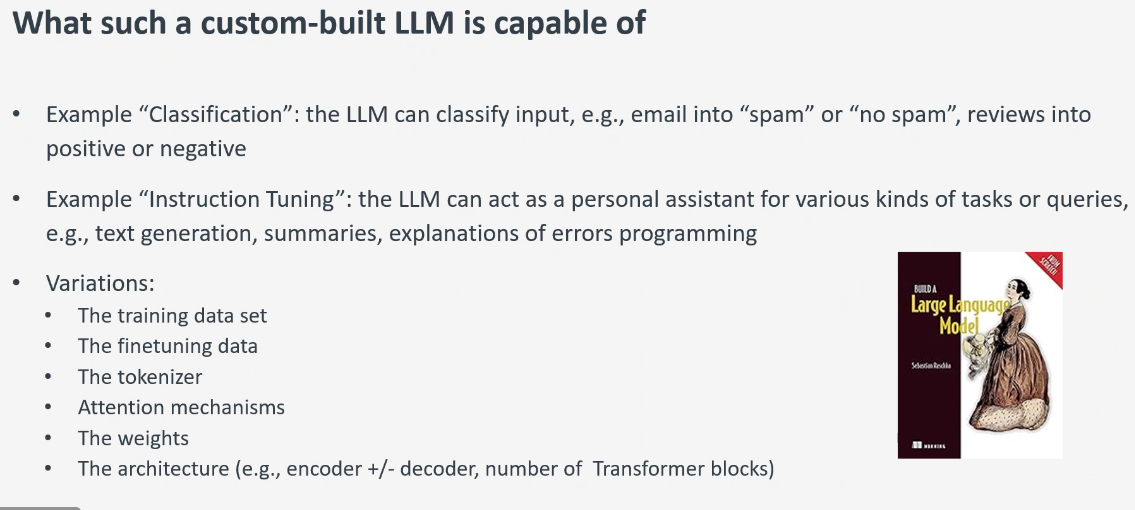 What such a custom-built LLM is capable of
• Example “Classification”: the LLM can classify input, e.g., email into “spam” or “no spam”, reviews into
positive or negative
• Example “Instruction Tuning”: the LLM can act as a personal assistant for various kinds of tasks or queries,
e.g., text generation, summaries, explanations of errors programming
• Variations:
• The training data set
• The finetuning data
• The tokenizer
• Attention mechanisms
• The weights
• The architecture (e.g., encoder +/- decoder, number of Transformer blocks)
FROM
SCRATCH
BUILD A
Large Language
Model
Sebastian Raschka
MANNING